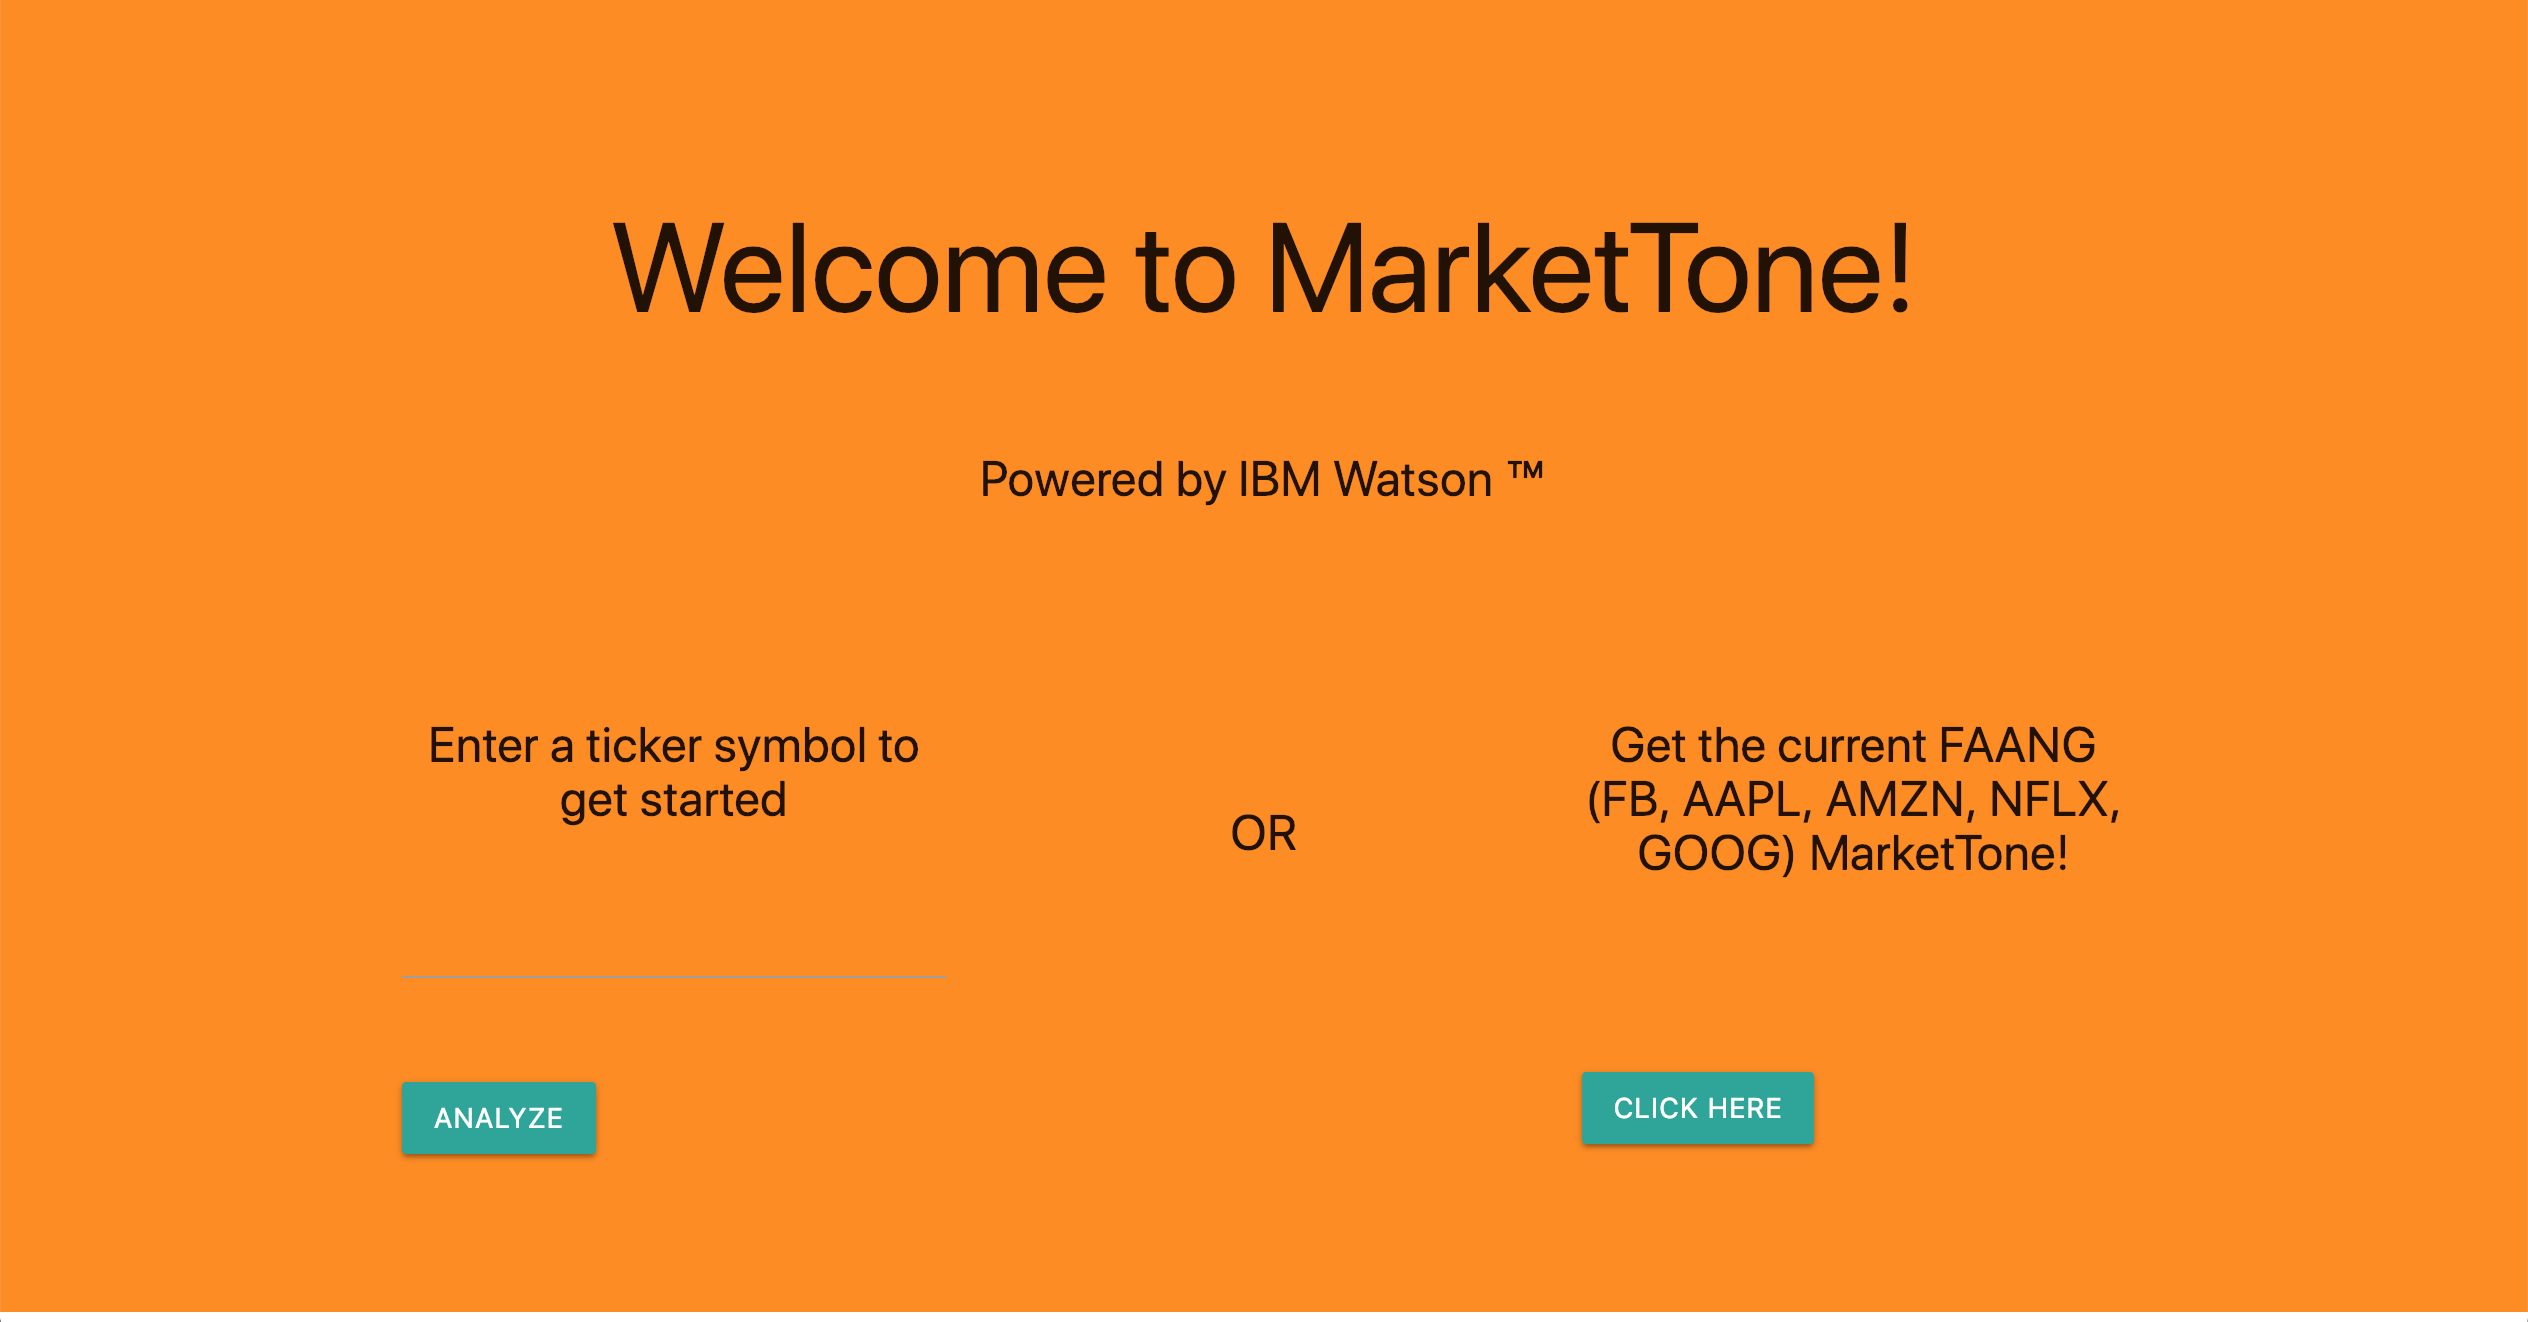 Welcome to MarketTone!
Powered by IBM Watson ™
Enter a ticker symbol to
get started
OR
Get the current FAANG
(FB, AAPL, AMZN, NFLX,
GOOG) MarketTone!
ANALYZE
CLICK HERE